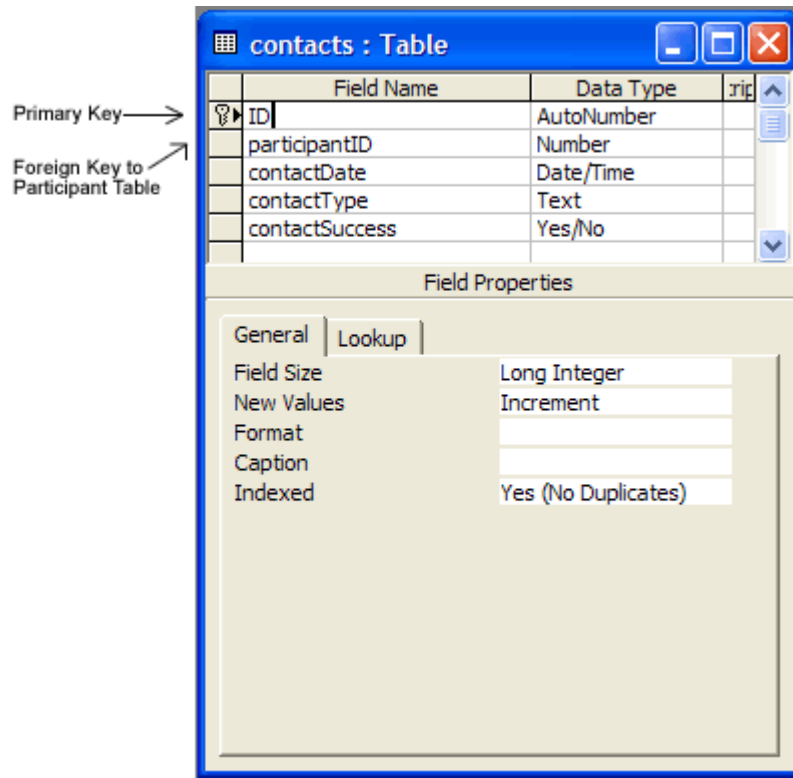 contacts : Table
Field Name Data Type :rip
Primary Key
ID AutoNumber
participantID Number
Foreign Key to
Participant Table
contactDate Date/Time
contactType Text
contactSuccess Yes/No
Field Properties
General Lookup
Field Size Long Integer
New Values Increment
Format
Caption
Indexed Yes (No Duplicates)